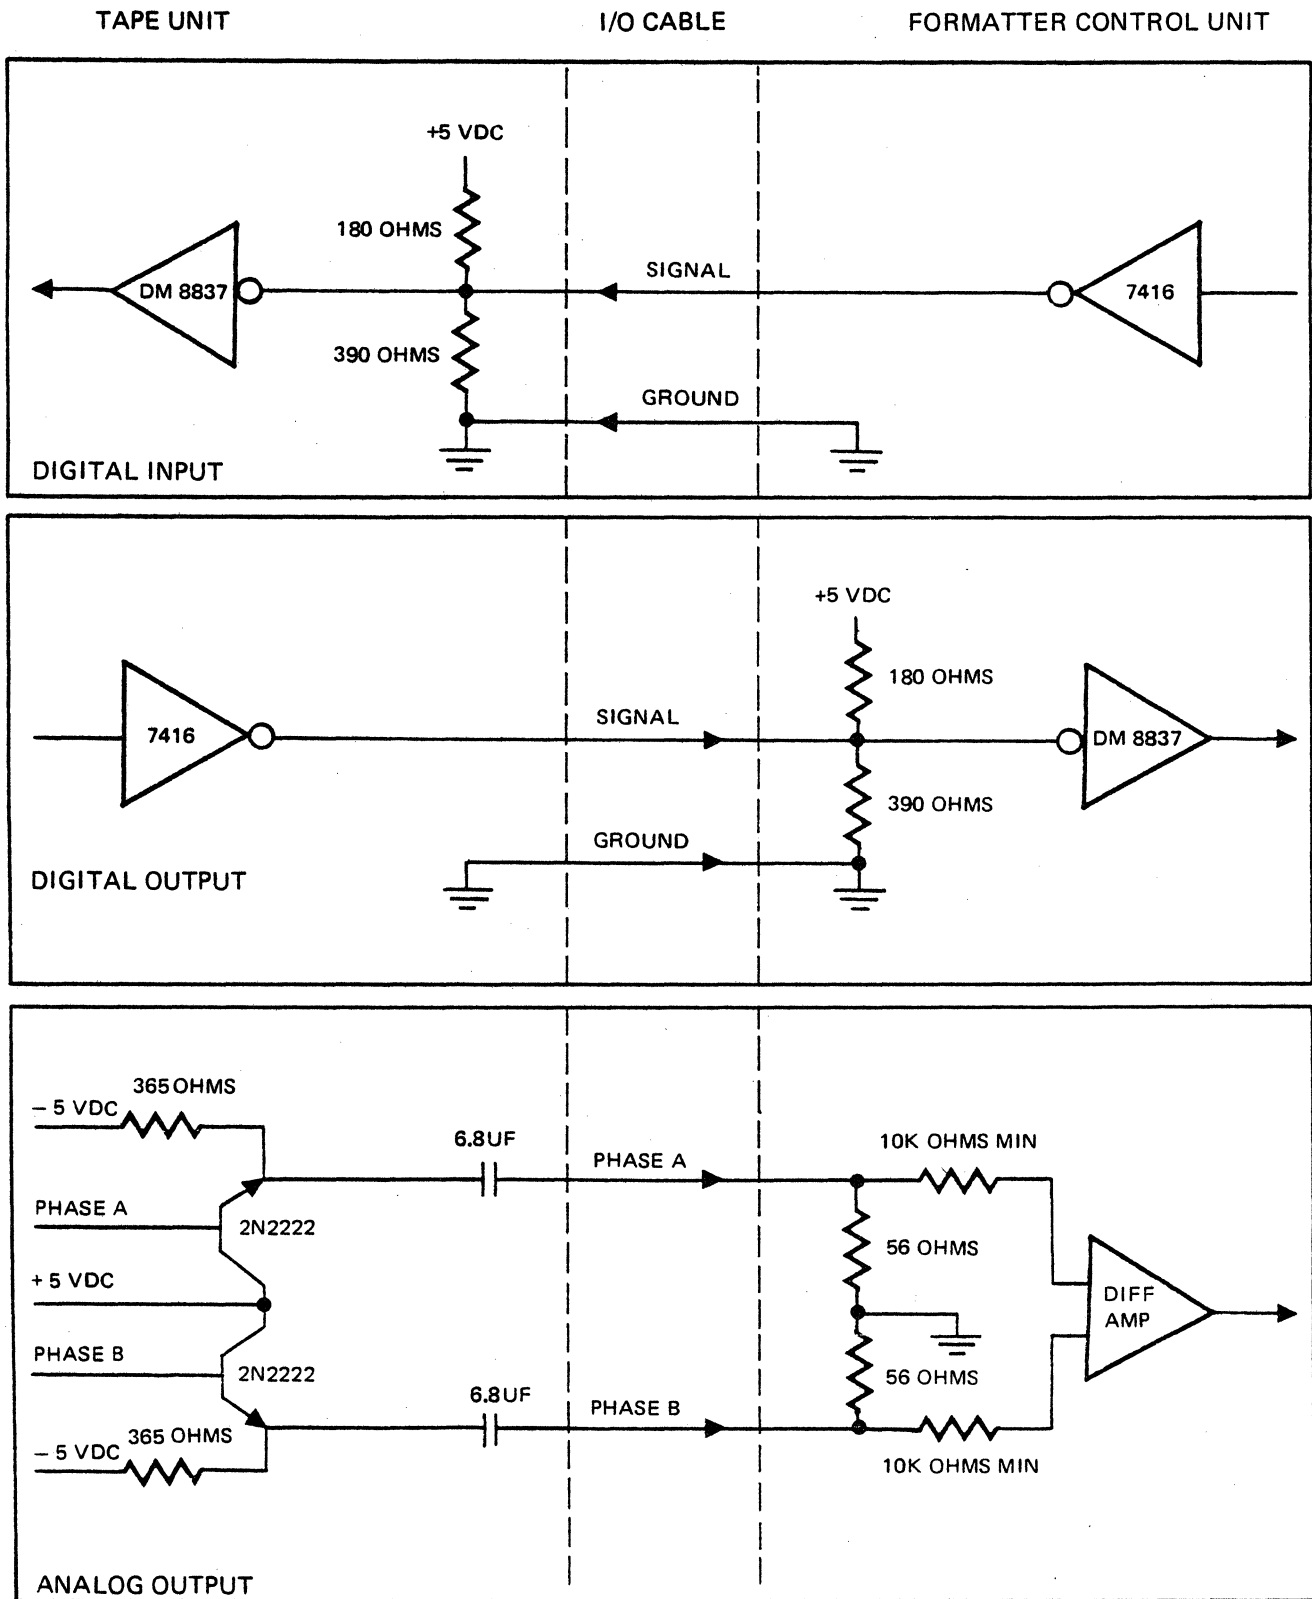 TAPE UNIT
I/O CABLE
FORMATTER CONTROL UNIT
+5 VDC
180 OHMS
SIGNAL
DM 8837
7416
390 OHMS
GROUND
DIGITAL INPUT
+5 VDC
180 OHMS
SIGNAL
7416
DM 8837
390 OHMS
GROUND
DIGITAL OUTPUT
365 OHMS
– 5 VDC
6.8UF
PHASE A
10K OHMS MIN
PHASE A
2N2222
56 OHMS
+ 5 VDC
DIFF
AMP
PHASE B
2N2222
56 OHMS
6.8UF
PHASE B
365 OHMS
– 5 VDC
10K OHMS MIN
ANALOG OUTPUT